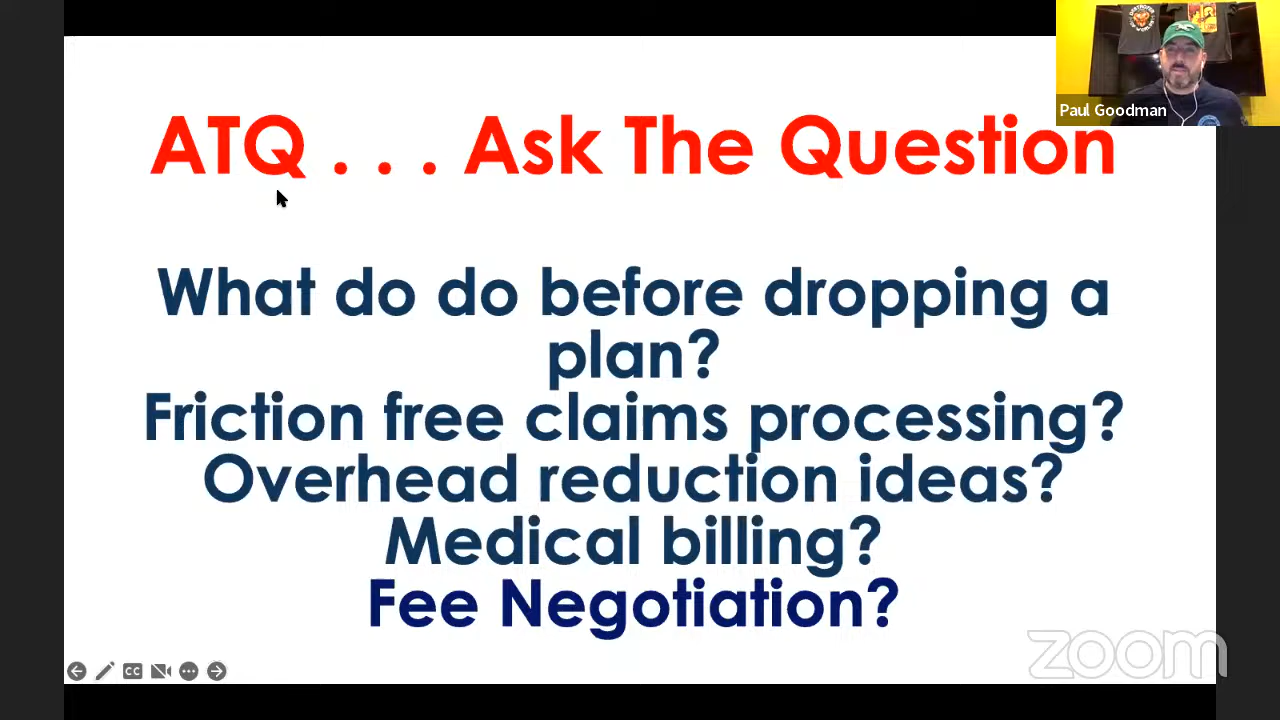 Paul Goodman
ATQ . . . Ask The Question
What do do before dropping a
plan?
Friction free claims processing?
Overhead reduction ideas?
Medical billing?
Fee Negotiation?
zoom
CC